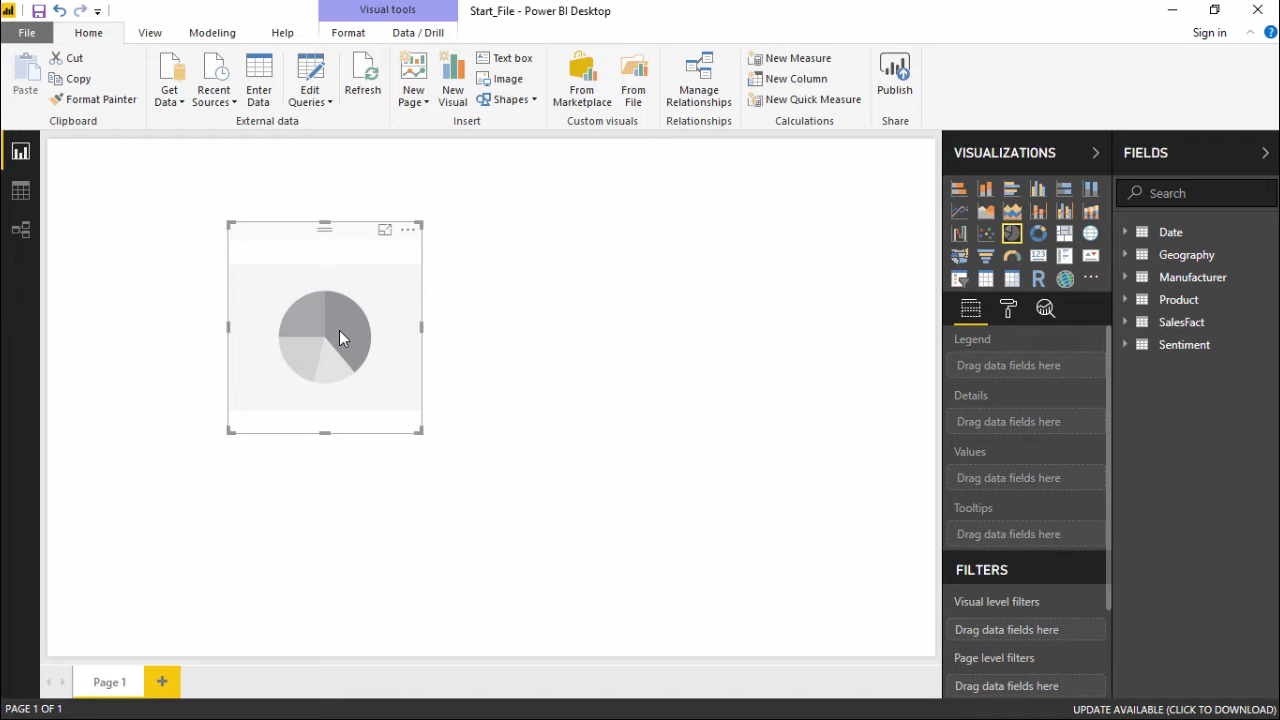 Visual tools
Start_File - Power BI Desktop
File
Home
View
Modeling
Help
Format
Data / Drill
Sign in
Paste
Cut
Copy
Format Painter
Clipboard
Get Data
Recent Sources
Enter Data
Edit Queries
Refresh
External data
New Page
New Visual
Text box
Image
Shapes
Insert
From Marketplace
From File
Custom visuals
Manage Relationships
Relationships
New Measure
New Column
New Quick Measure
Calculations
Publish
Share
VISUALIZATIONS
FIELDS
Search
Date
Geography
Manufacturer
Product
SalesFact
Sentiment
123
R
Legend
Drag data fields here
Details
Drag data fields here
Values
Drag data fields here
Tooltips
Drag data fields here
FILTERS
Visual level filters
Drag data fields here
Page level filters
Drag data fields here
Page 1
PAGE 1 OF 1
UPDATE AVAILABLE (CLICK TO DOWNLOAD)